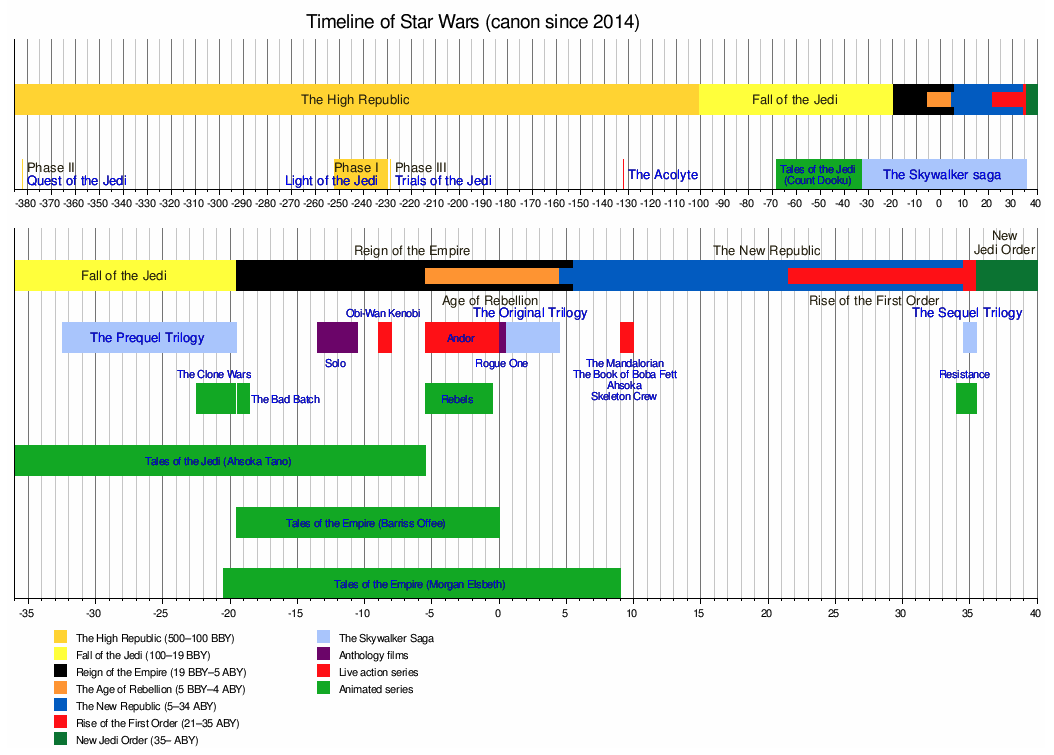 Timeline of Star Wars (canon since 2014)
The High Republic
Fall of the Jedi
Phase II
Quest of the Jedi
Phase I
Light of the Jedi
Phase III
Trials of the Jedi
The Acolyte
Tales of the Jedi
(Count Dooku)
The Skywalker saga
-380 -370 -360 -350 -340 -330 -320 -310 -300 -290 -280 -270 -260 -250 -240 -230 -220 -210 -200 -190 -180 -170 -160 -150 -140 -130 -120 -110 -100 -90 -80 -70 -60 -50 -40 -30 -20 -10 0 10 20 30 40
Reign of the Empire
The New Republic
New
Jedi Order
Fall of the Jedi
Age of Rebellion
Rise of the First Order
Obi-Wan Kenobi
The Original Trilogy
The Sequel Trilogy
The Prequel Trilogy
Andor
Solo
Rogue One
The Mandalorian
The Book of Boba Fett
Ahsoka
Skeleton Crew
The Clone Wars
Resistance
The Bad Batch
Rebels
Tales of the Jedi (Ahsoka Tano)
Tales of the Empire (Barriss Offee)
Tales of the Empire (Morgan Elsbeth)
-35 -30 -25 -20 -15 -10 -5 0 5 10 15 20 25 30 35 40
The High Republic (500–100 BBY)
Fall of the Jedi (100–19 BBY)
Reign of the Empire (19 BBY–5 ABY)
The Age of Rebellion (5 BBY–4 ABY)
The New Republic (5–34 ABY)
Rise of the First Order (21–35 ABY)
New Jedi Order (35– ABY)
The Skywalker Saga
Anthology films
Live action series
Animated series